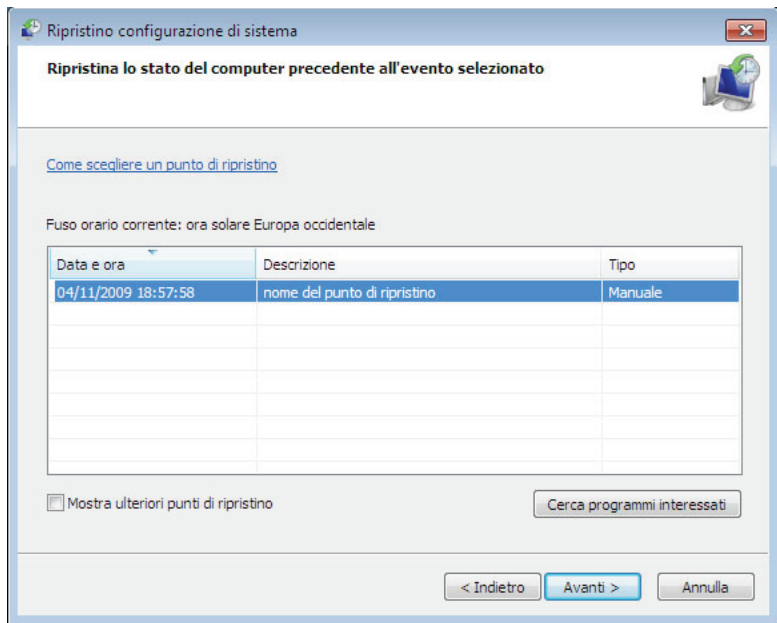 Ripristino configurazione di sistema
Ripristina lo stato del computer precedente all'evento selezionato
Come scegliere un punto di ripristino
Fuso orario corrente: ora solare Europa occidentale
Data e ora Descrizione Tipo
04/11/2009 18:57:58 nome del punto di ripristino Manuale
Mostra ulteriori punti di ripristino Cerca programmi interessati
< Indietro Avanti > Annulla